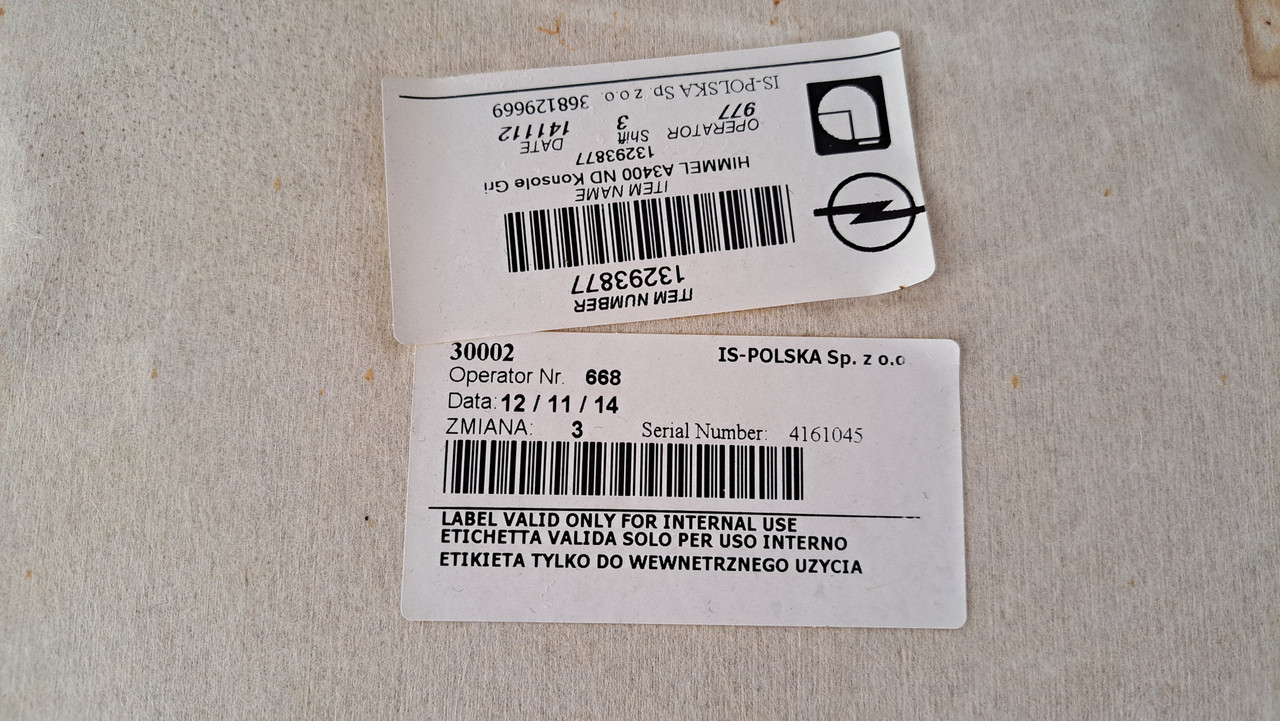 ITEM NUMBER
13293877
ITEM NAME
HIMMEL A3400 ND Konsole Gri
13293877
OPERATOR Shift DATE
977 3 141112
IS-POLSKA Sp. z o.o. 368129669
30002 IS-POLSKA Sp. z o.o
Operator Nr. 668
Data: 12 / 11 / 14
ZMIANA: 3 Serial Number: 4161045
LABEL VALID ONLY FOR INTERNAL USE
ETICHETTA VALIDA SOLO PER USO INTERNO
ETIKIETA TYLKO DO WEWNETRZNEGO UZYCIA